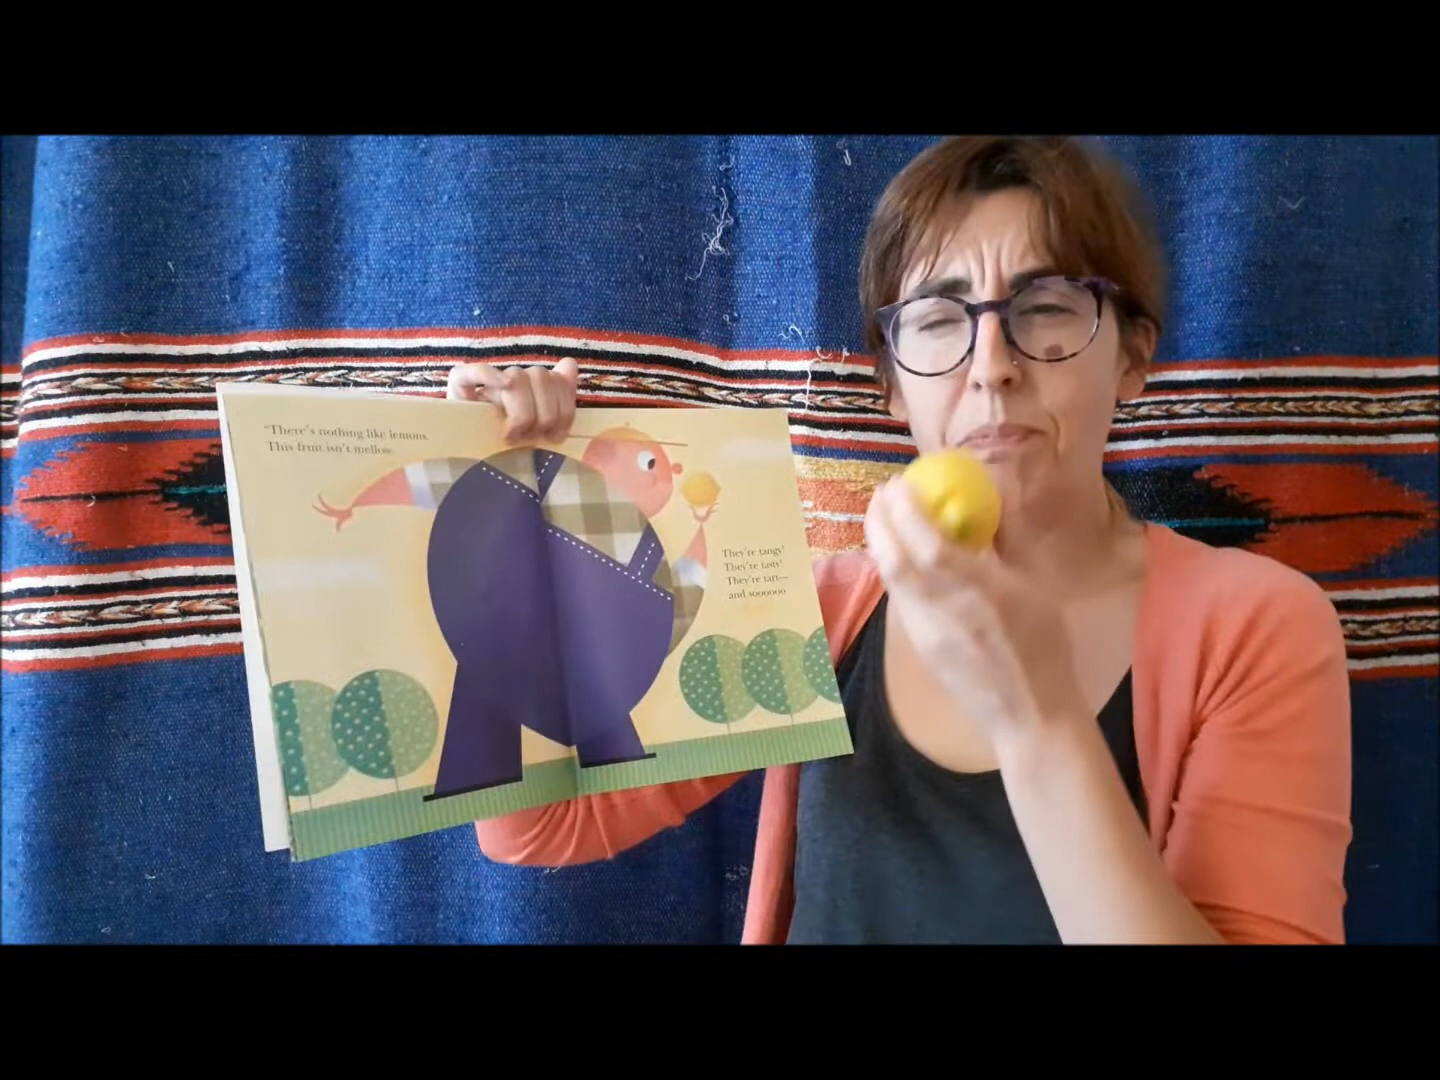 "There's nothing like lemons.
This fruit isn't mellow.
They're tangy!
They're tasty!
They're tart—
and soooooo